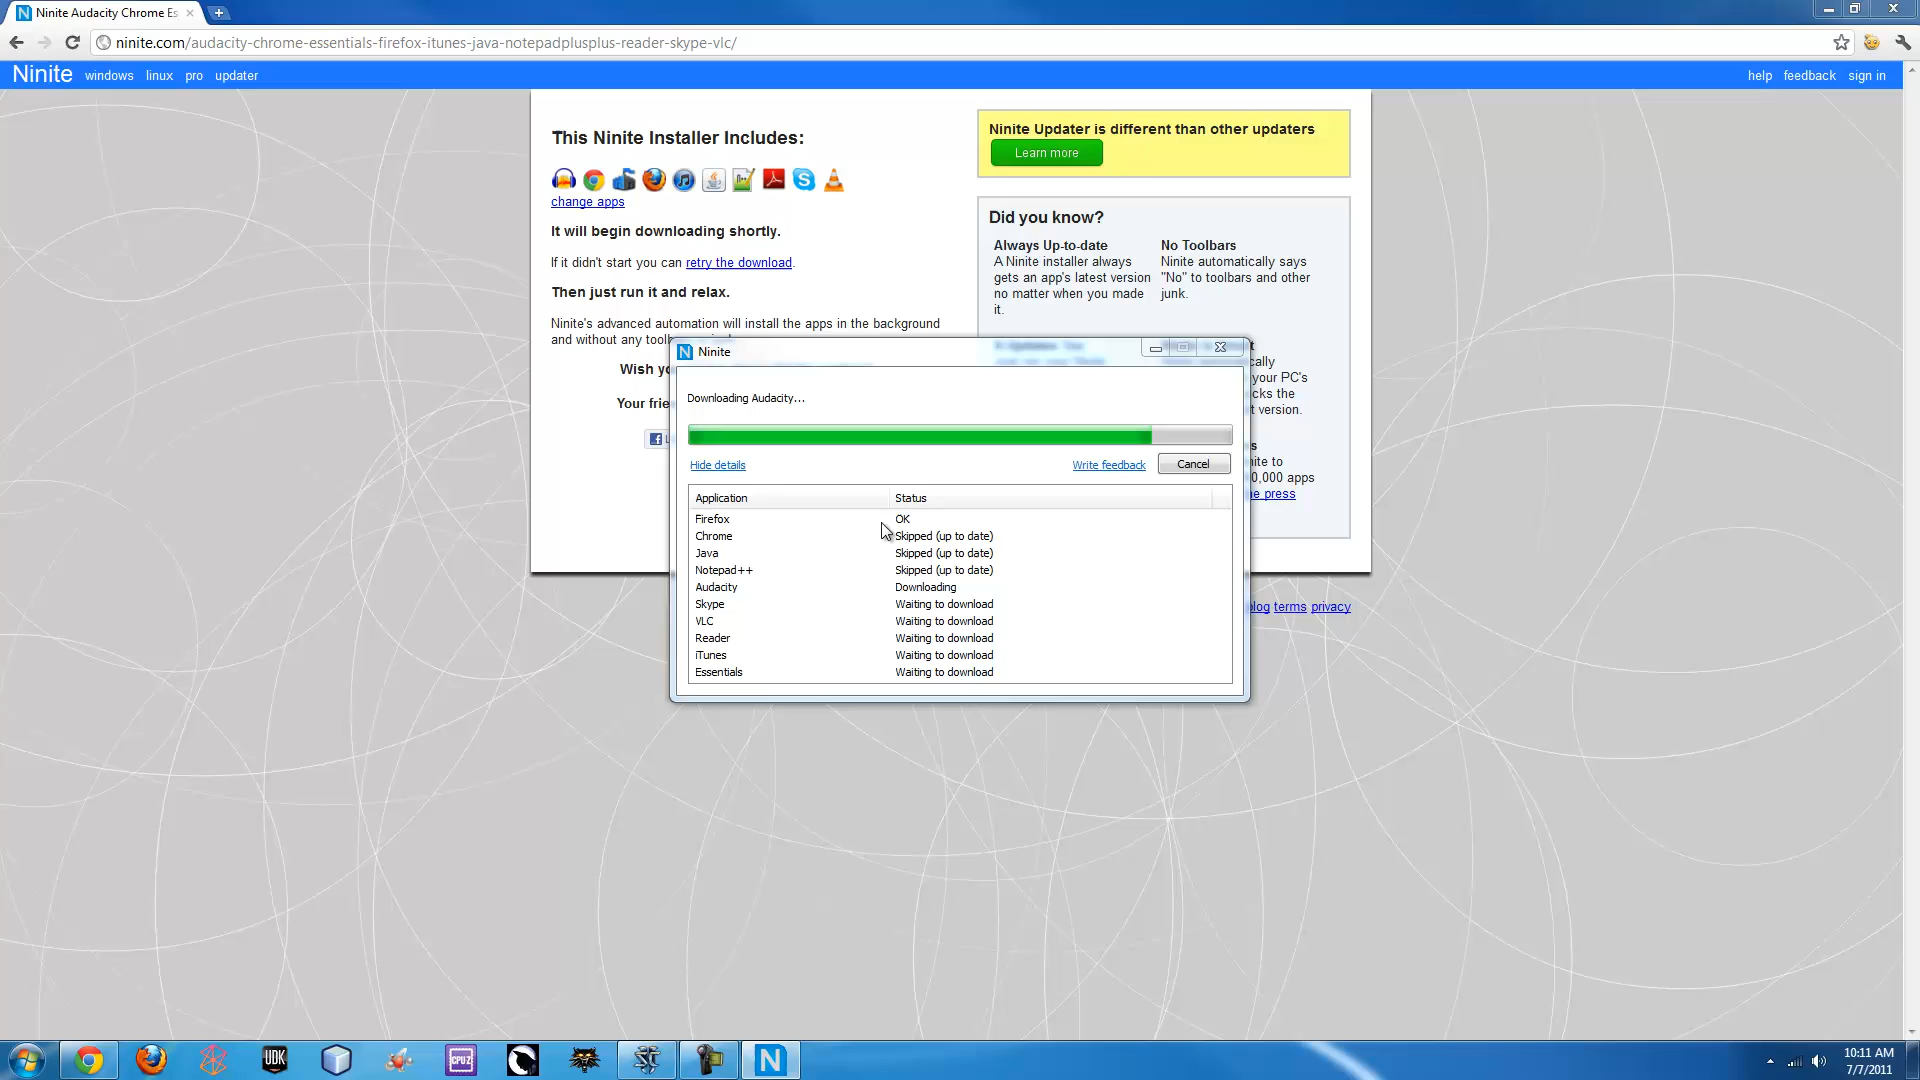 Ninite Audacity Chrome Es
ninite.com/audacity-chrome-essentials-firefox-itunes-java-notepadplusplus-reader-skype-vlc/
Ninite windows linux pro updater
help feedback sign in
This Ninite Installer Includes:
change apps
It will begin downloading shortly.
If it didn't start you can retry the download.
Then just run it and relax.
Ninite's advanced automation will install the apps in the background
and without any
Wish
Your
Ninite Updater is different than other updaters
Learn more
Did you know?
Always Up-to-date
A Ninite installer always
gets an app's latest version
no matter when you made
it.
No Toolbars
Ninite automatically says
"No" to toolbars and other
junk.
your PC's
the
version.
to
apps
press
blog terms privacy
Ninite
Downloading Audacity...
Hide details
Write feedback
Cancel
Application Status
Firefox OK
Chrome Skipped (up to date)
Java Skipped (up to date)
Notepad++ Skipped (up to date)
Audacity Downloading
Skype Waiting to download
VLC Waiting to download
Reader Waiting to download
iTunes Waiting to download
Essentials Waiting to download
UDK
CPUZ
10:11 AM
7/7/2011